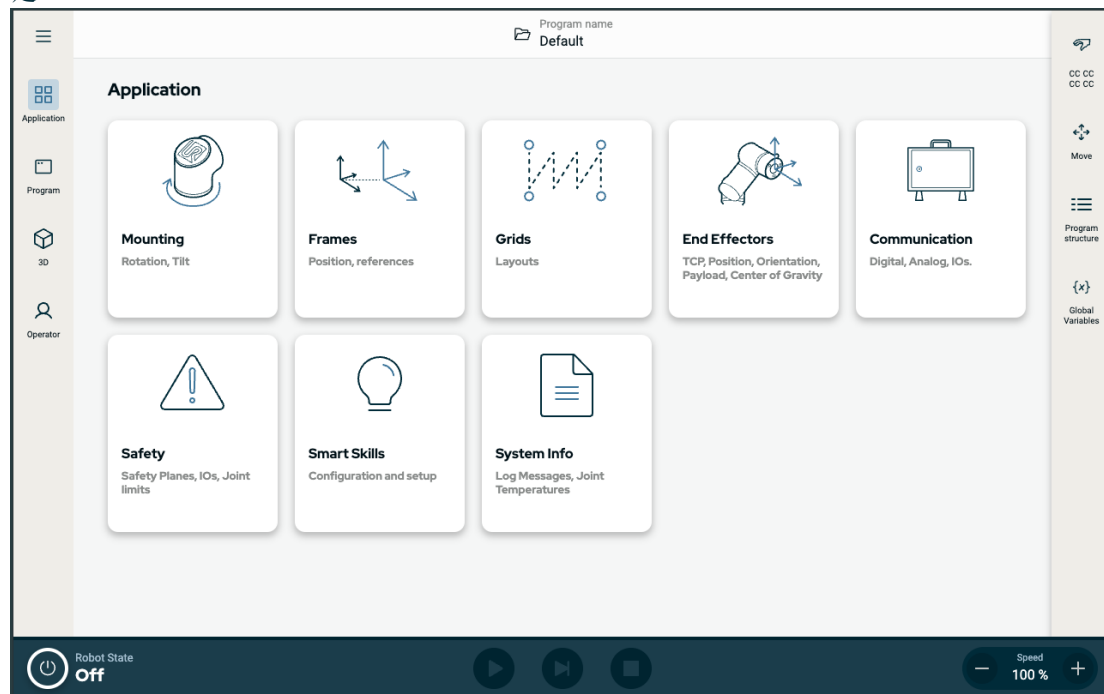 Program name
Default
Application
Program
3D
Operator
Application
Mounting
Rotation, Tilt
Frames
Position, references
Grids
Layouts
End Effectors
TCP, Position, Orientation,
Payload, Center of Gravity
Communication
Digital, Analog, IOs.
Safety
Safety Planes, IOs, Joint
limits
Smart Skills
Configuration and setup
System Info
Log Messages, Joint
Temperatures
CC CC
CC CC
Move
Program
structure
{x}
Global
Variables
Robot State
Off
Speed
100 %